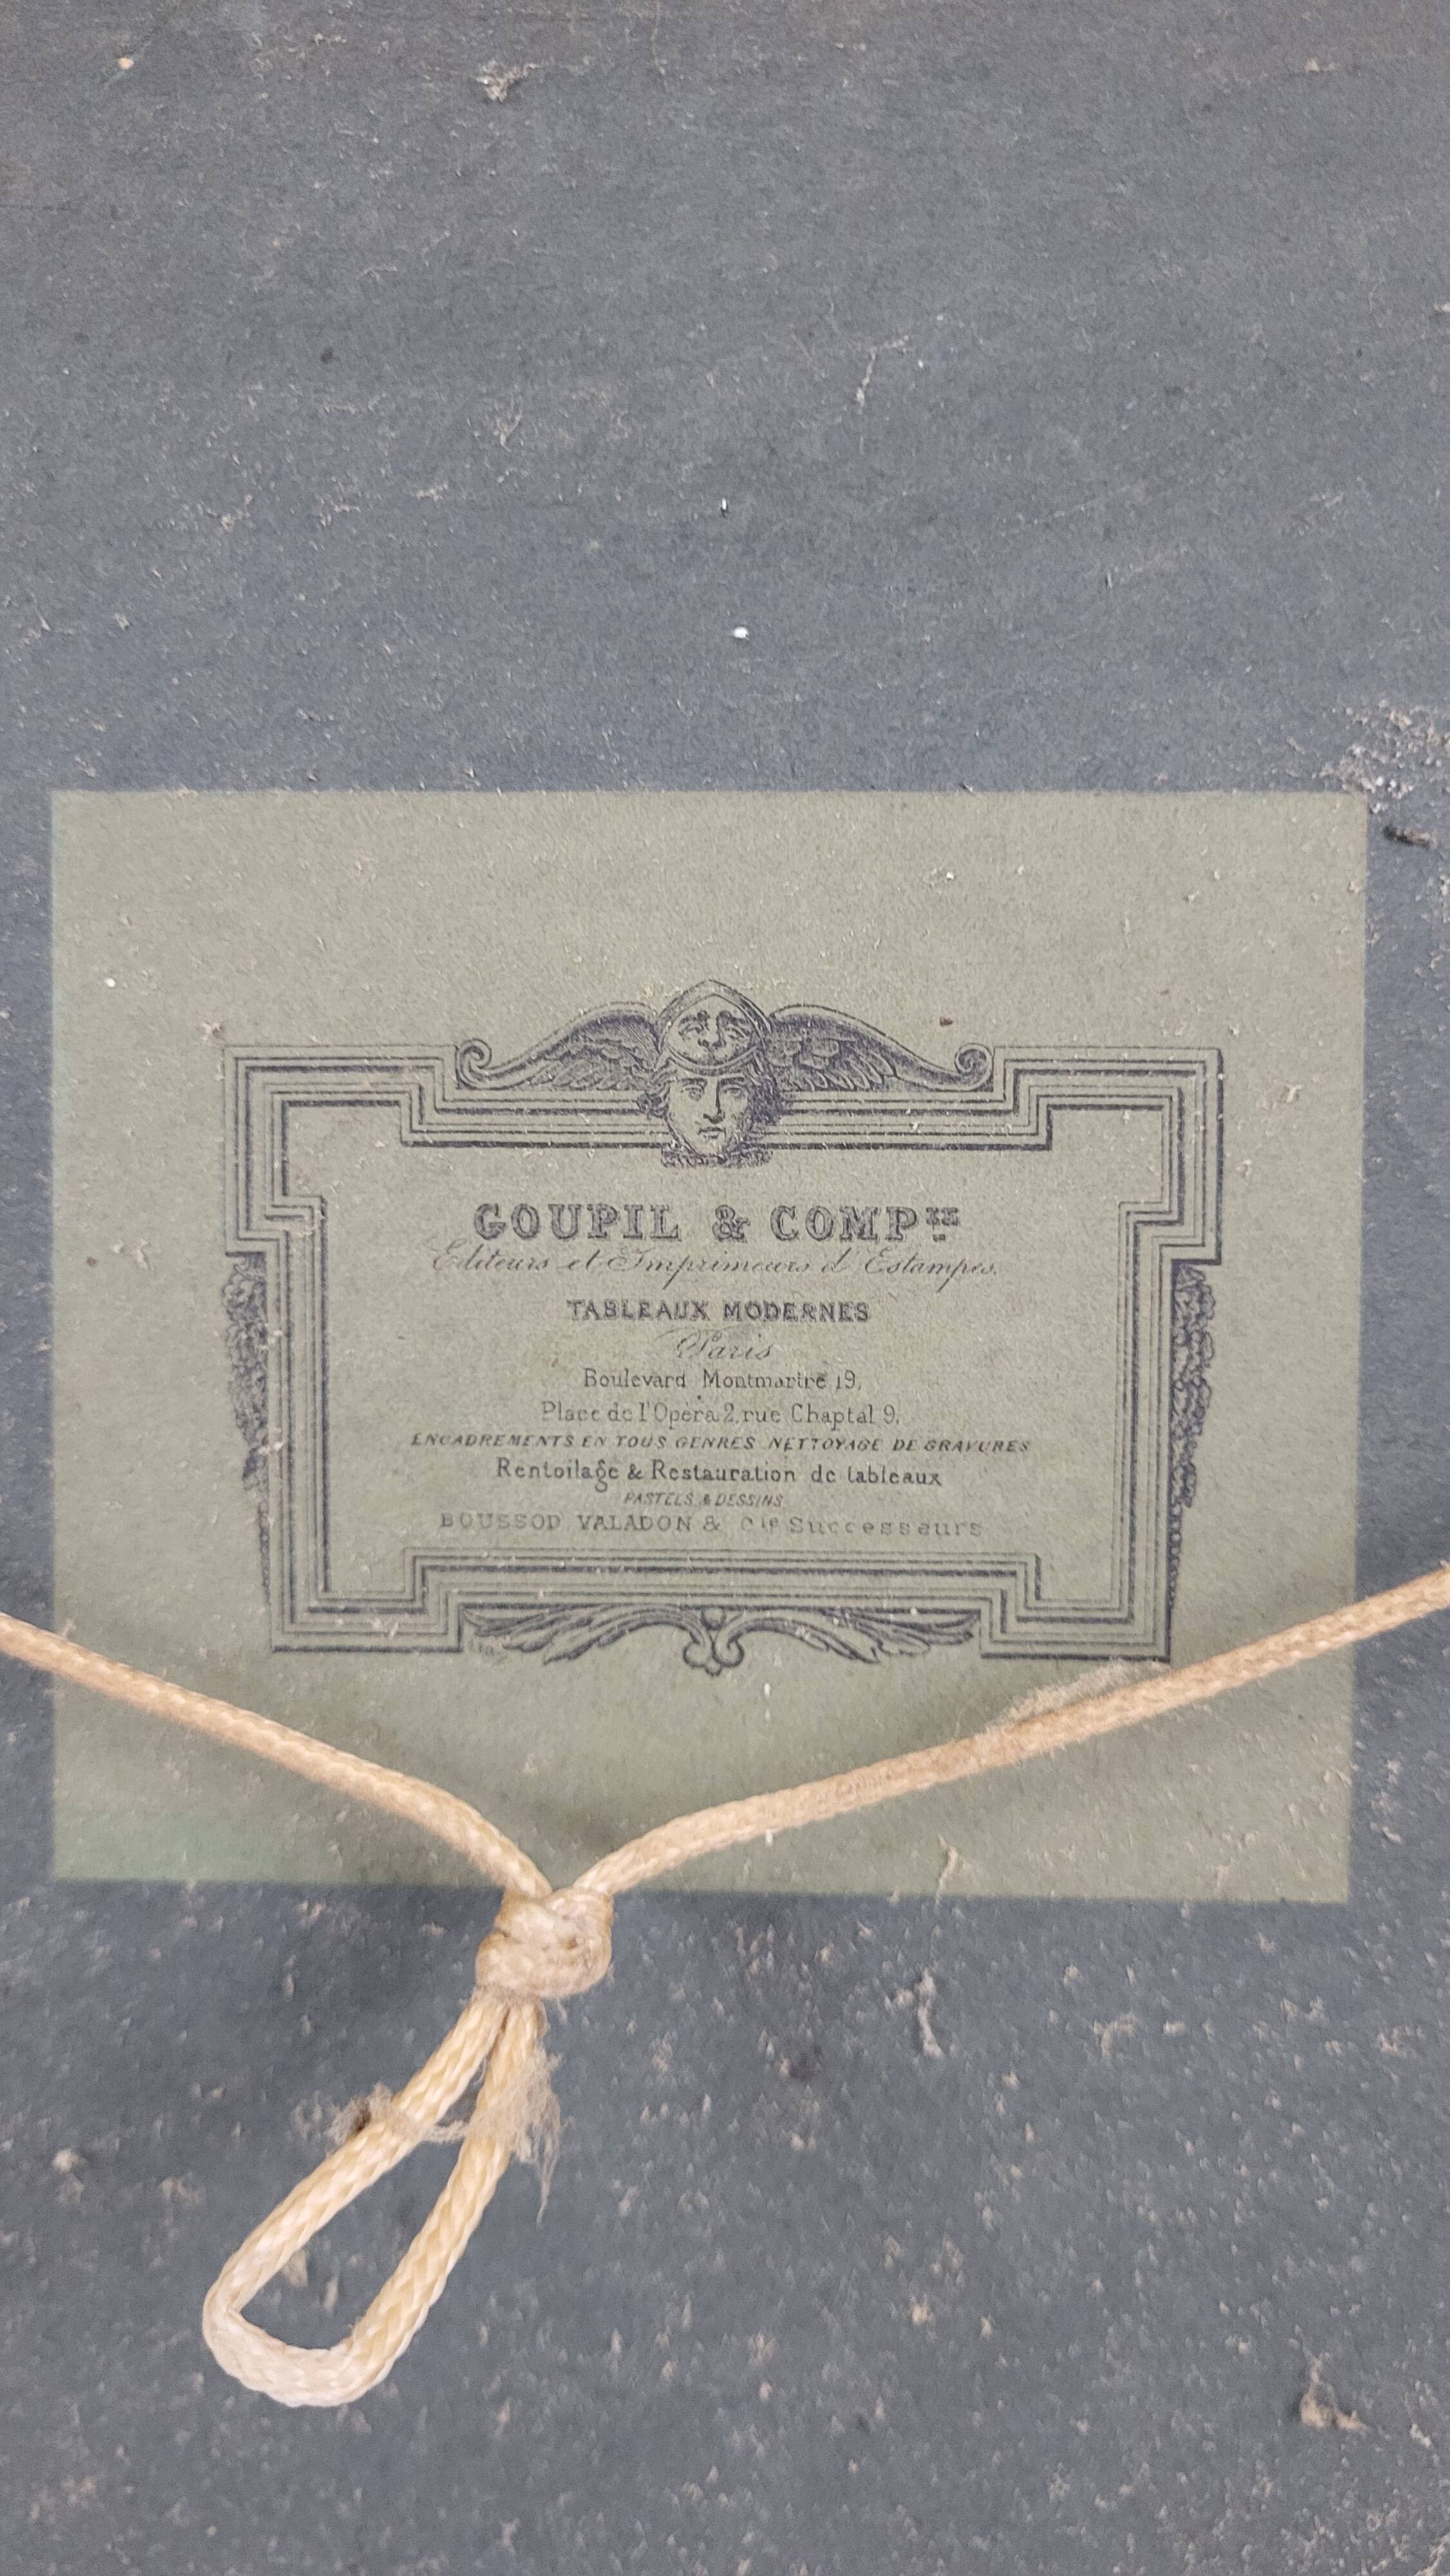 GOUPIL & COMPIE
Editeurs et Imprimeurs d'Estampes.
TABLEAUX MODERNES
Paris
Boulevard Montmartre 19,
Place de l'Opéra 2, rue Chaptal 9,
ENCADREMENTS EN TOUS GENRES NETTOYAGE DE GRAVURES
Rentoilage & Restauration de tableaux
PASTELS & DESSINS
BOUSSOD VALADON & Cie Successeurs